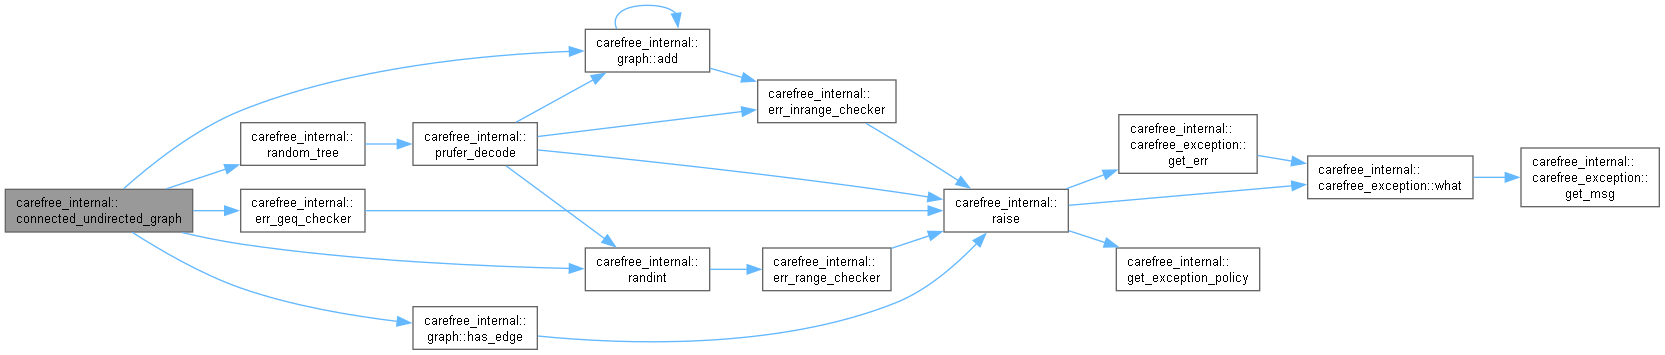 carefree_internal::
connected_undirected_graph
carefree_internal::
random_tree
carefree_internal::
err_geq_checker
carefree_internal::
prufer_decode
carefree_internal::
graph::has_edge
carefree_internal::
graph::add
carefree_internal::
randint
carefree_internal::
err_inrange_checker
carefree_internal::
err_range_checker
carefree_internal::
raise
carefree_internal::
carefree_exception::
get_err
carefree_internal::
get_exception_policy
carefree_internal::
carefree_exception::what
carefree_internal::
carefree_exception::
get_msg